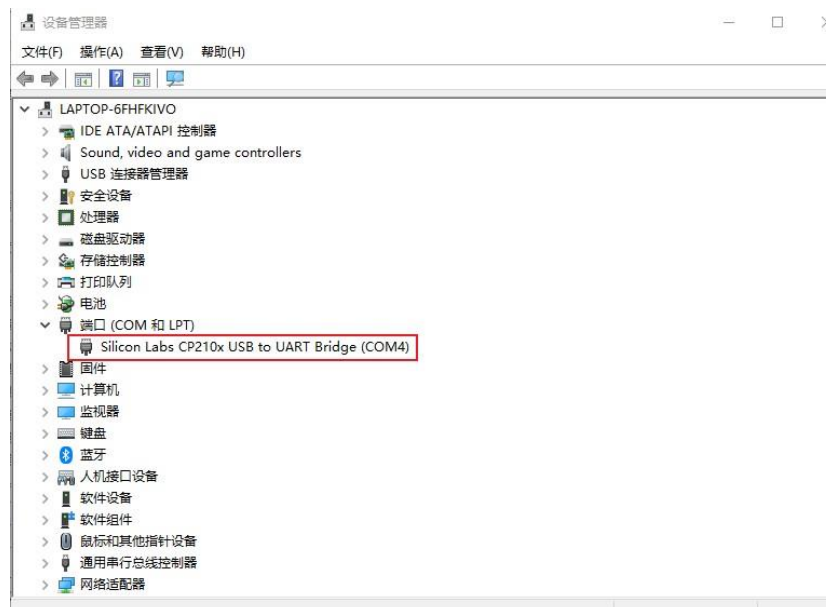 设备管理器
文件(F) 操作(A) 查看(V) 帮助(H)
LAPTOP-6FHFKIVO
IDE ATA/ATAPI 控制器
Sound, video and game controllers
USB 连接器管理器
安全设备
处理器
磁盘驱动器
存储控制器
打印队列
电池
端口 (COM 和 LPT)
Silicon Labs CP210x USB to UART Bridge (COM4)
固件
计算机
监视器
键盘
蓝牙
人机接口设备
软件设备
软件组件
鼠标和其他指针设备
通用串行总线控制器
网络适配器